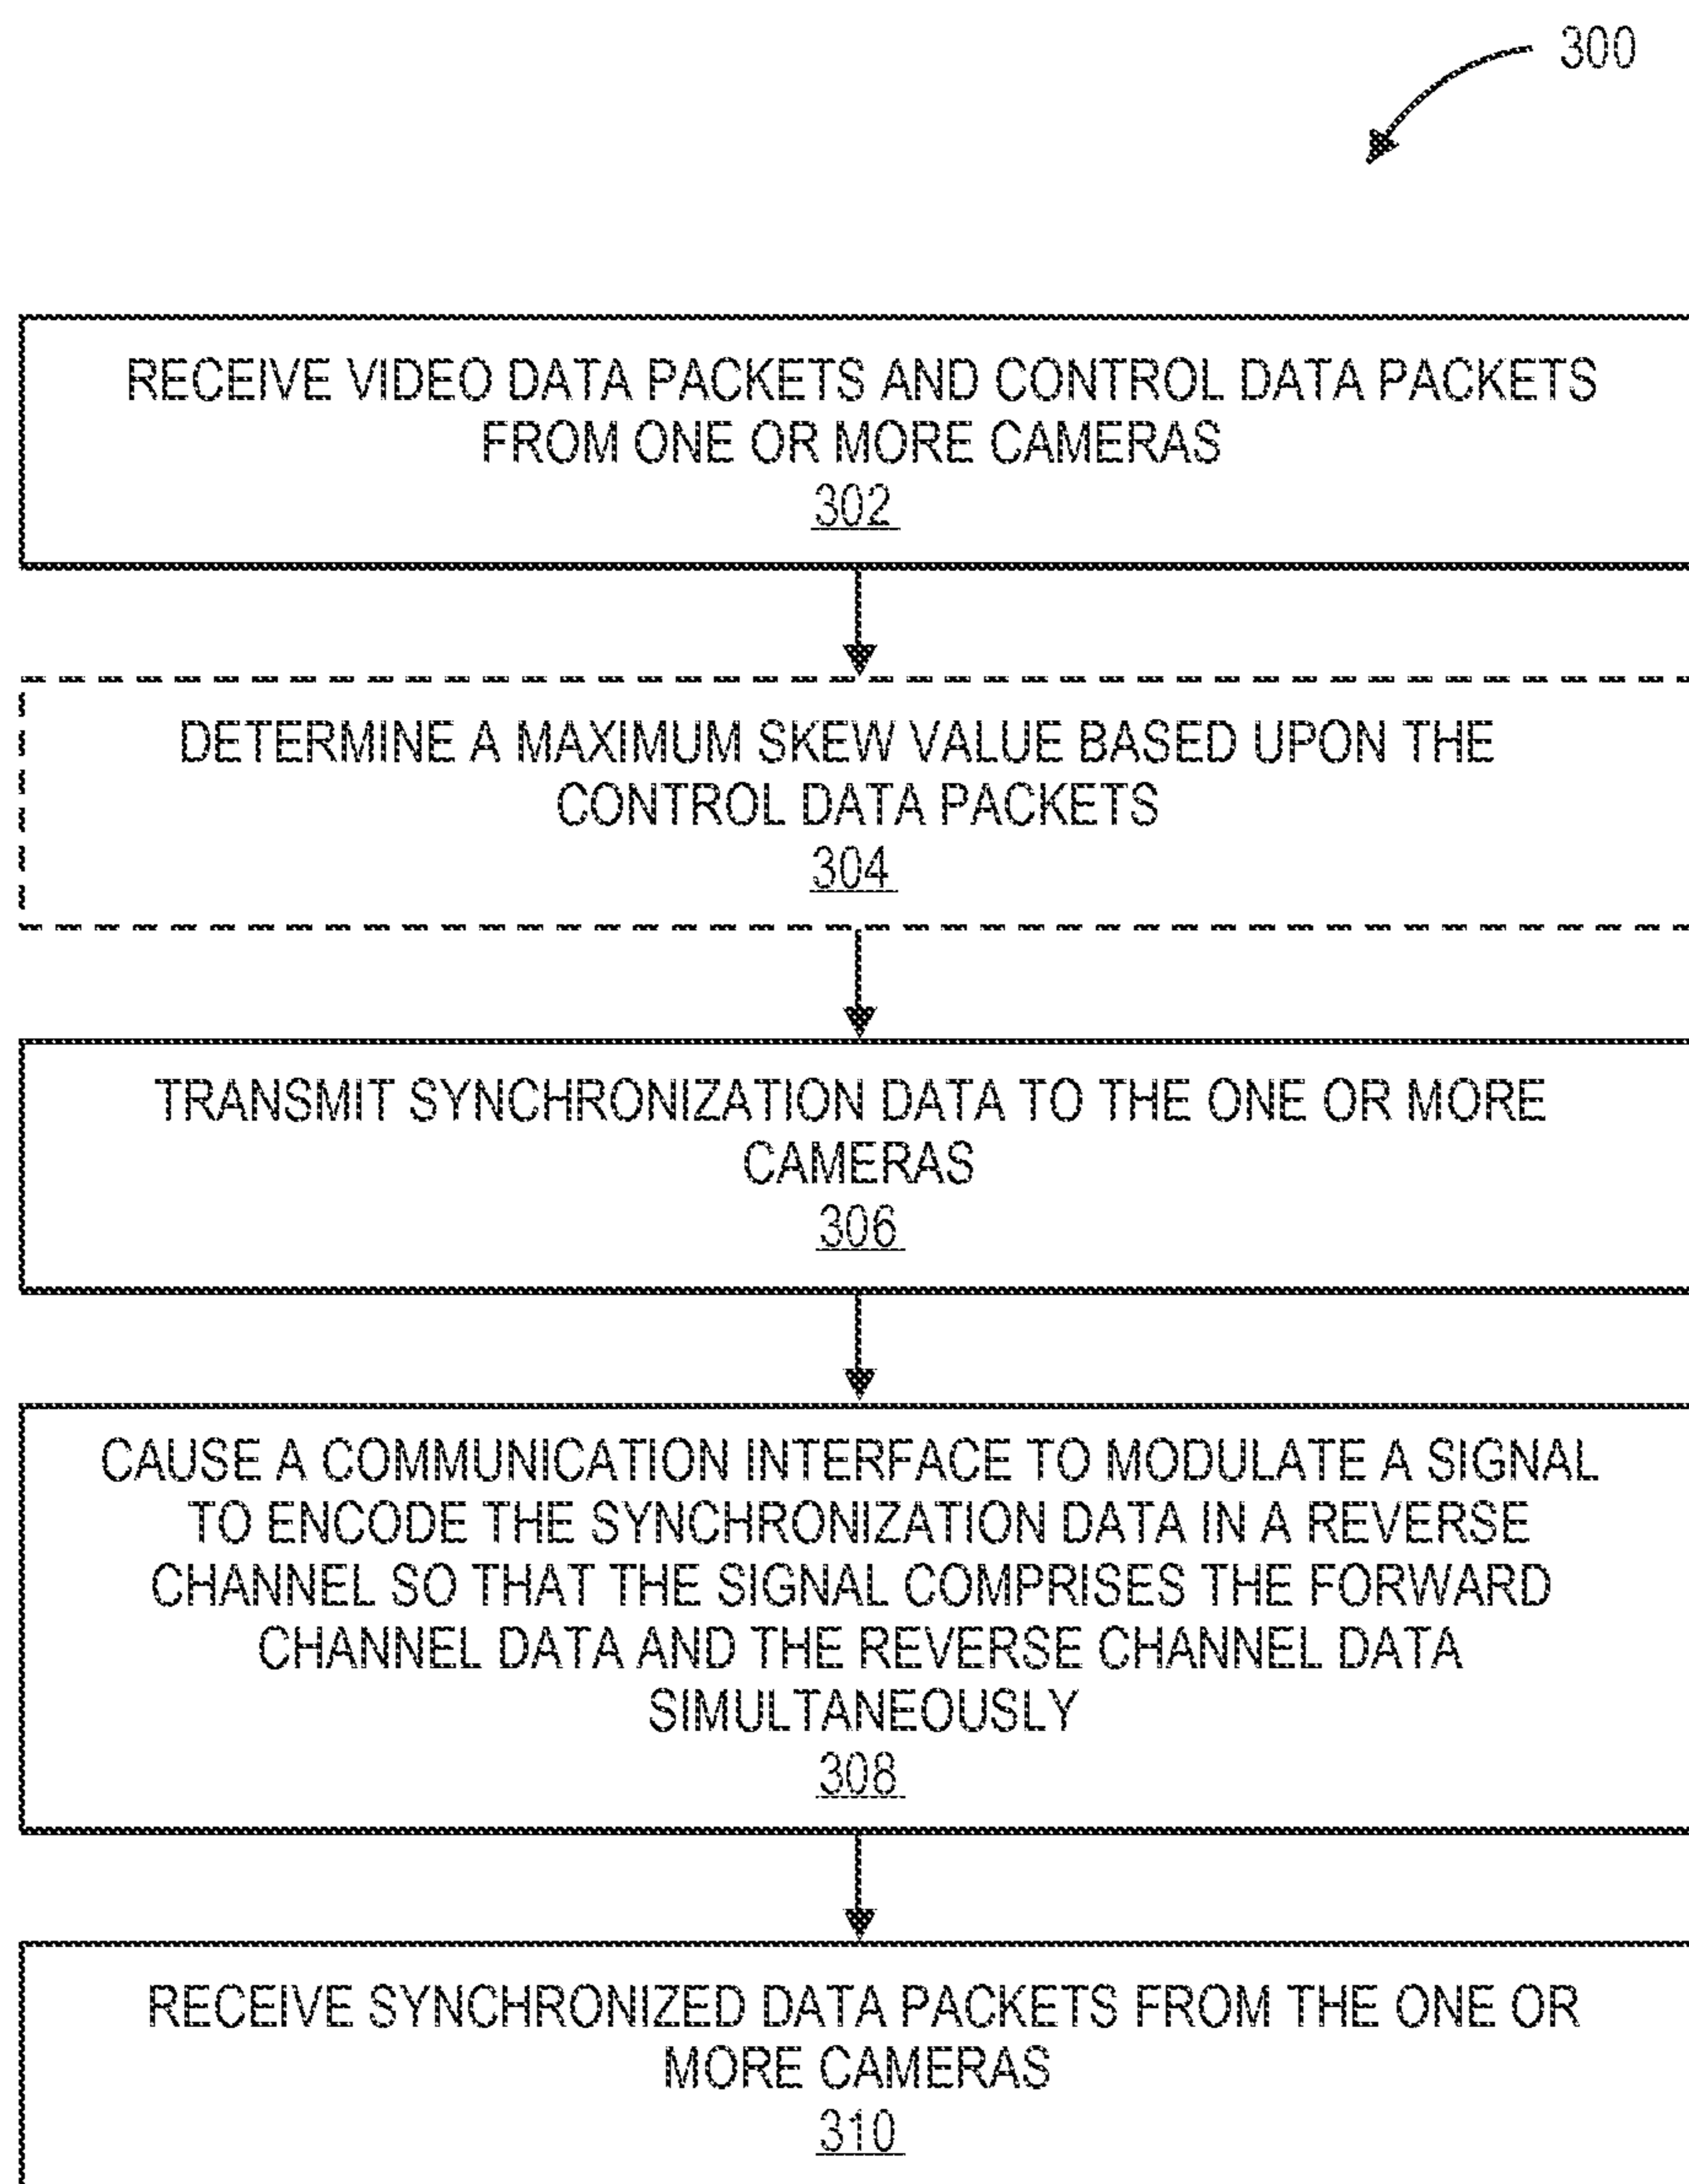 300
RECEIVE VIDEO DATA PACKETS AND CONTROL DATA PACKETS
FROM ONE OR MORE CAMERAS
302
DETERMINE A MAXIMUM SKEW VALUE BASED UPON THE
CONTROL DATA PACKETS
304
TRANSMIT SYNCHRONIZATION DATA TO THE ONE OR MORE
CAMERAS
306
CAUSE A COMMUNICATION INTERFACE TO MODULATE A SIGNAL
TO ENCODE THE SYNCHRONIZATION DATA IN A REVERSE
CHANNEL SO THAT THE SIGNAL COMPRISES THE FORWARD
CHANNEL DATA AND THE REVERSE CHANNEL DATA
SIMULTANEOUSLY
308
RECEIVE SYNCHRONIZED DATA PACKETS FROM THE ONE OR
MORE CAMERAS
310